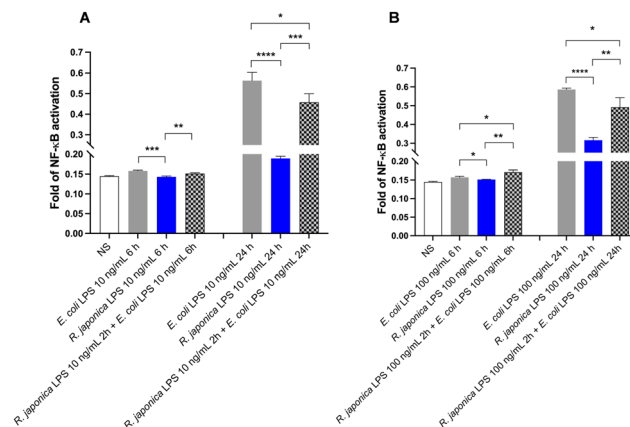 A
*
***
****
**
***
Fold of NF-κB activation
0.7
0.6
0.5
0.4
0.3
0.20
0.15
0.10
0.05
0.00
NS
E. coli LPS 10 ng/mL 6 h
R. japonica LPS 10 ng/mL 6 h
R. japonica LPS 10 ng/mL 2h + E. coli LPS 10 ng/mL 6h
E. coli LPS 10 ng/mL 24 h
R. japonica LPS 10 ng/mL 24 h
R. japonica LPS 10 ng/mL 2h + E. coli LPS 10 ng/mL 24h
B
*
**
****
*
**
*
Fold of NF-κB activation
0.7
0.6
0.5
0.4
0.3
0.20
0.15
0.10
0.05
0.00
NS
E. coli LPS 100 ng/mL 6 h
R. japonica LPS 100 ng/mL 6 h
R. japonica LPS 100 ng/mL 2h + E. coli LPS 100 ng/mL 6h
E. coli LPS 100 ng/mL 24 h
R. japonica LPS 100 ng/mL 24 h
R. japonica LPS 100 ng/mL 2h + E. coli LPS 100 ng/mL 24h